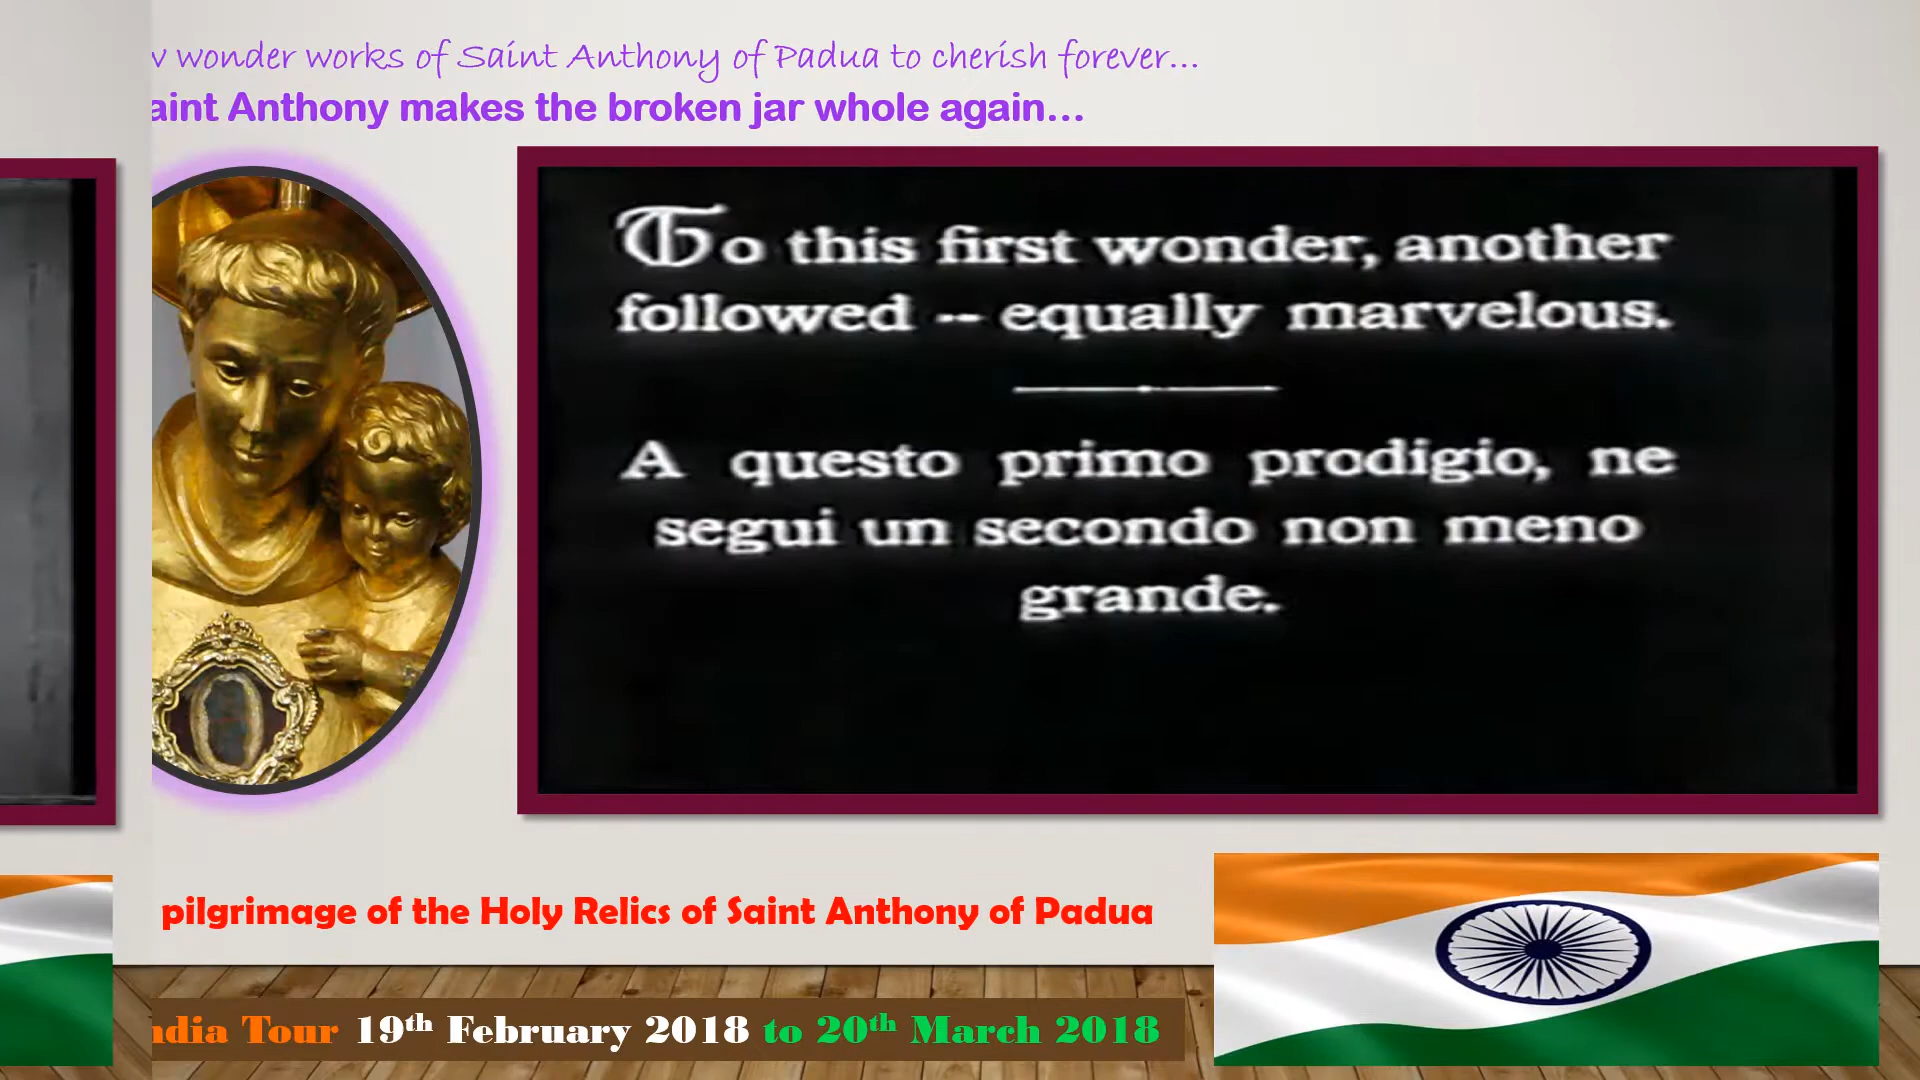 wonder works of Saint Anthony of Padua to cherish forever...
aint Anthony makes the broken jar whole again...
To this first wonder, another
followed -- equally marvelous.
A questo primo prodigio, ne
segui un secondo non meno
grande.
pilgrimage of the Holy Relics of Saint Anthony of Padua
ndia Tour 19th February 2018 to 20th March 2018